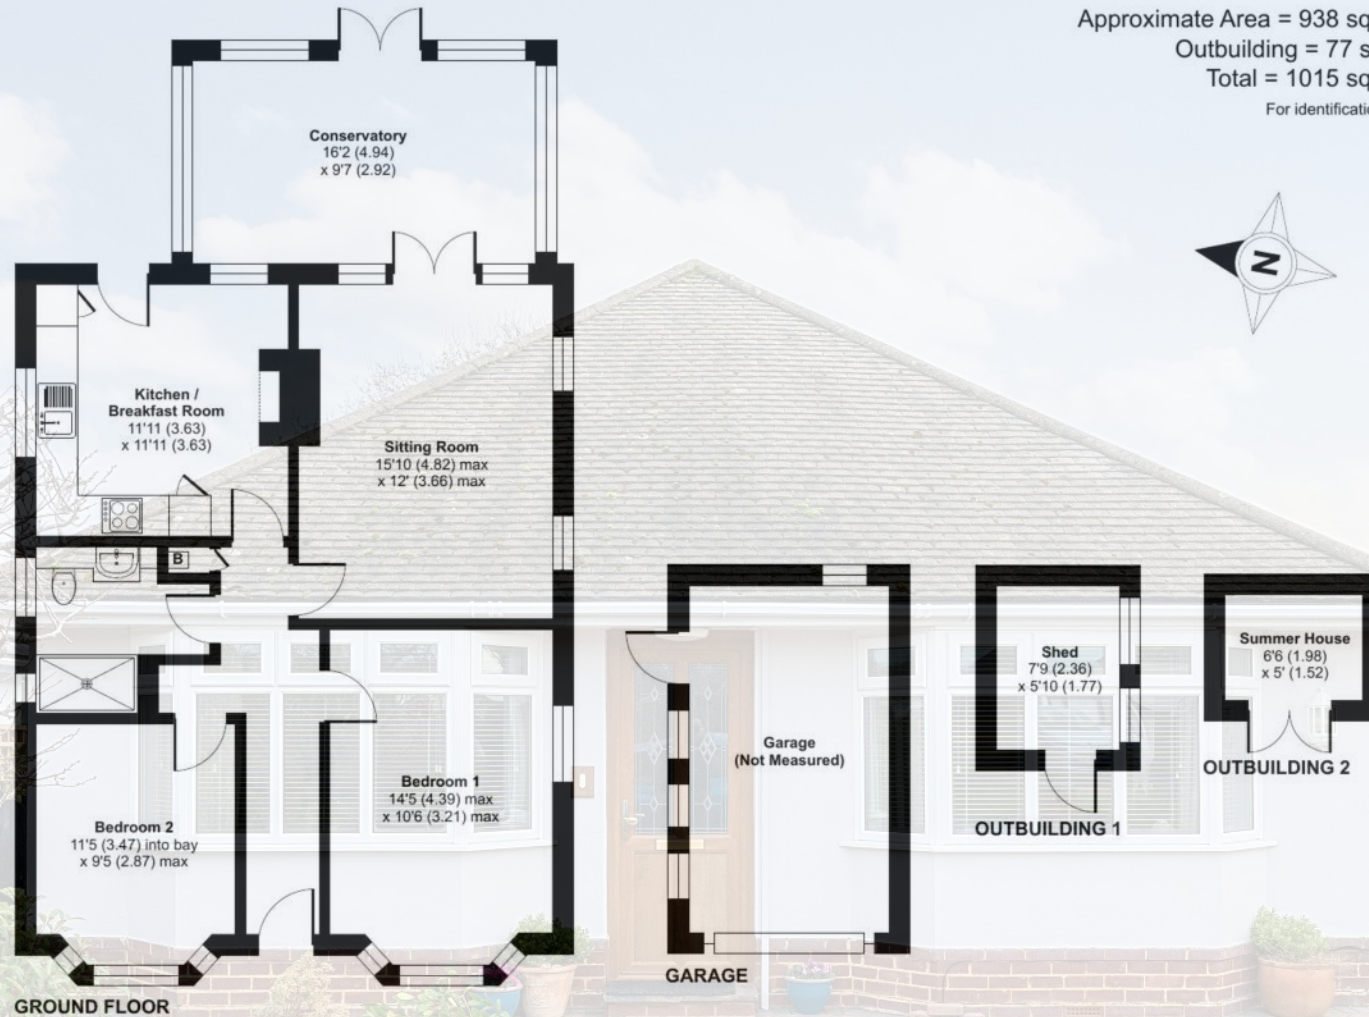 Approximate Area = 938 sq
Outbuilding = 77 s
Total = 1015 sq
For identificatio
Conservatory
16'2 (4.94)
x 9'7 (2.92)
N
Kitchen /
Breakfast Room
11'11 (3.63)
x 11'11 (3.63)
Sitting Room
15'10 (4.82) max
x 12' (3.66) max
B
Shed
7'9 (2.36)
x 5'10 (1.77)
Summer House
6'6 (1.98)
x 5' (1.52)
Garage
(Not Measured)
OUTBUILDING 2
Bedroom 1
14'5 (4.39) max
x 10'6 (3.21) max
Bedroom 2
11'5 (3.47) into bay
x 9'5 (2.87) max
OUTBUILDING 1
GARAGE
GROUND FLOOR